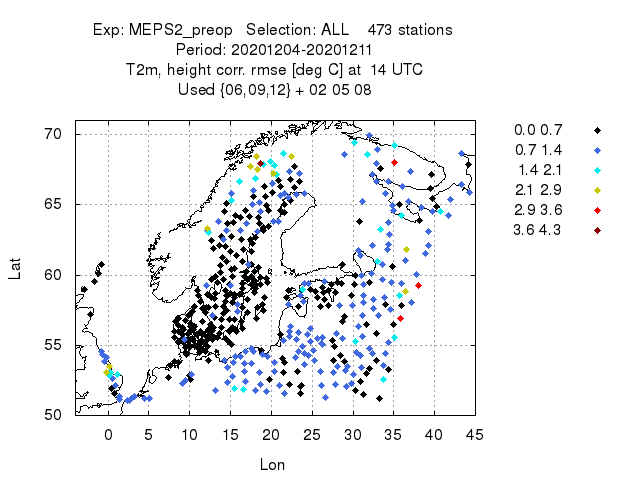 Exp: MEPS2_preop   Selection: ALL    473 stations
Period: 20201204-20201211
T2m, height corr. rmse [deg C] at  14 UTC
Used {06,09,12} + 02 05 08
70
65
60
55
50
Lat
0 5 10 15 20 25 30 35 40 45
Lon
0.0 0.7
0.7 1.4
1.4 2.1
2.1 2.9
2.9 3.6
3.6 4.3